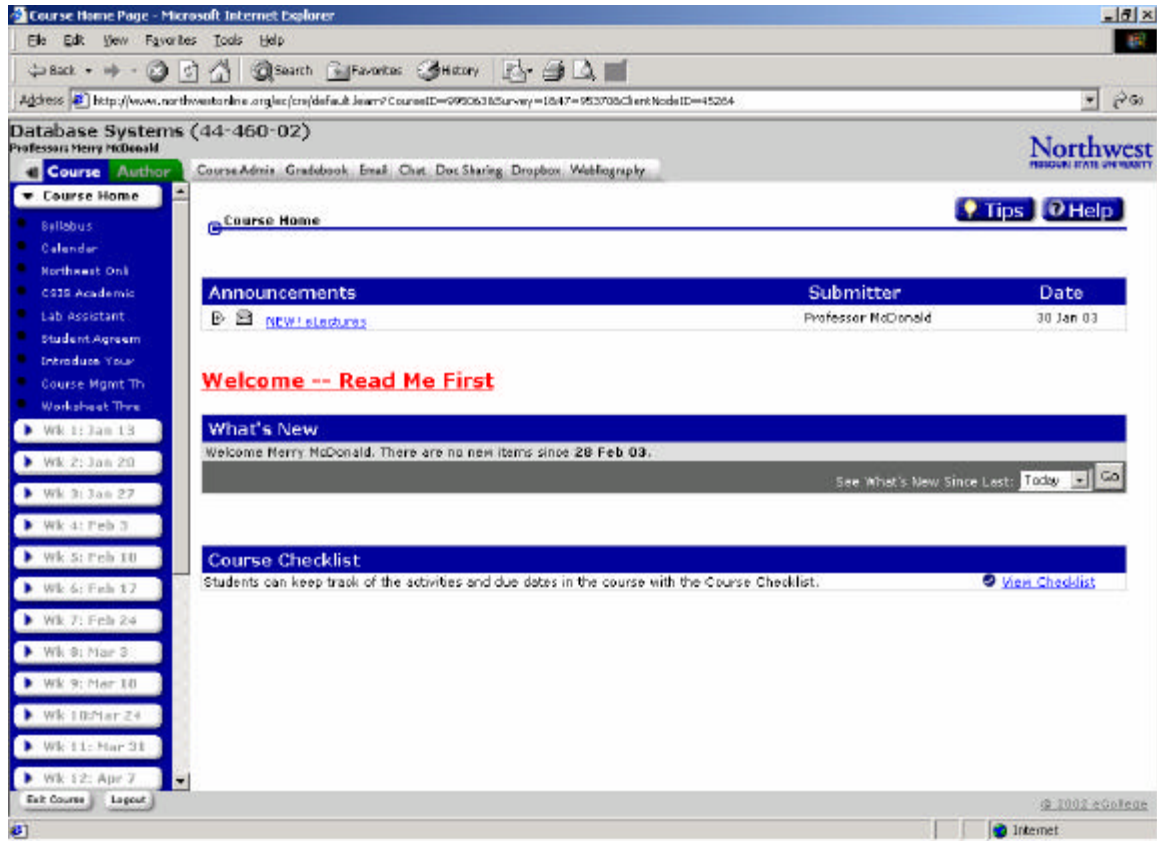 Course Home Page - Microsoft Internet Explorer
File Edit View Favorites Tools Help
Back Search Favorites History
Address Go
Database Systems (44-460-02)
Professors Merry McDonald
Northwest
MISSOURI STATE UNIVERSITY
Course Author Course Admin Gradebook Email Chat Doc Sharing Dropbox Webliography
Course Home
Syllabus
Calendar
Northwest Onli
CSIS Academic
Lab Assistant
Student Agreem
Introduce Your
Course Mgmt Th
Worksheet Thre
Wk 1: Jan 13
Wk 2: Jan 20
Wk 3: Jan 27
Wk 4: Feb 3
Wk 5: Feb 10
Wk 6: Feb 17
Wk 7: Feb 24
Wk 8: Mar 3
Wk 9: Mar 10
Wk 10:Mar 24
Wk 11: Mar 31
Wk 12: Apr 7
Exit Course Logout
Course Home
Tips Help
Announcements Submitter Date
NEW! eLectures Professor McDonald 30 Jan 03
Welcome -- Read Me First
What's New
Welcome Merry McDonald. There are no new items since 28 Feb 03.
See What's New Since Last: Today Go
Course Checklist
Students can keep track of the activities and due dates in the course with the Course Checklist. View Checklist
© 2002 eCollege
Internet